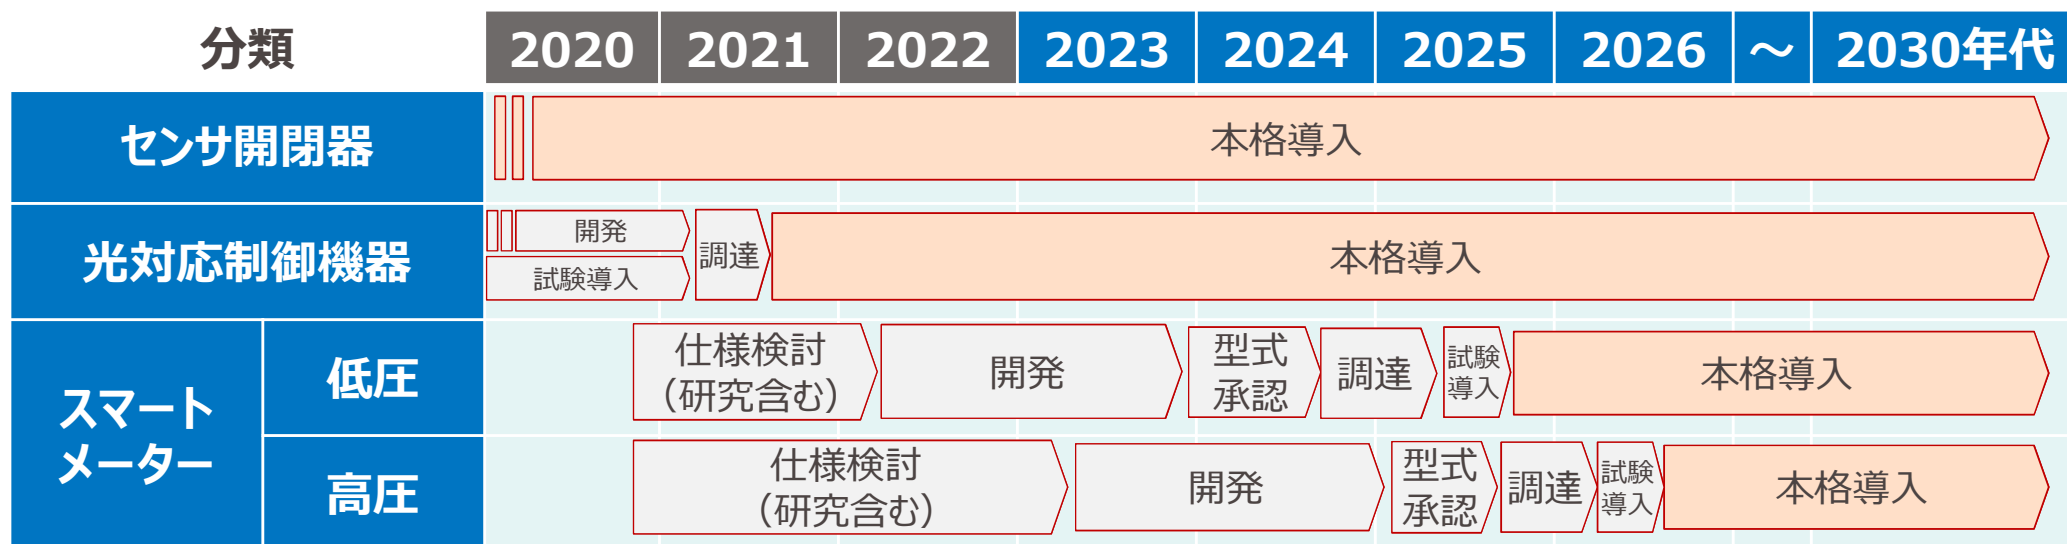 分類
2020
2021
2022
2023
2024
2025
2026
～
2030年代
センサ開閉器
本格導入
光対応制御機器
開発
試験導入
調達
本格導入
スマート
メーター
低圧
仕様検討
（研究含む）
開発
型式
承認
調達
試験
導入
本格導入
高圧
仕様検討
（研究含む）
開発
型式
承認
調達
試験
導入
本格導入